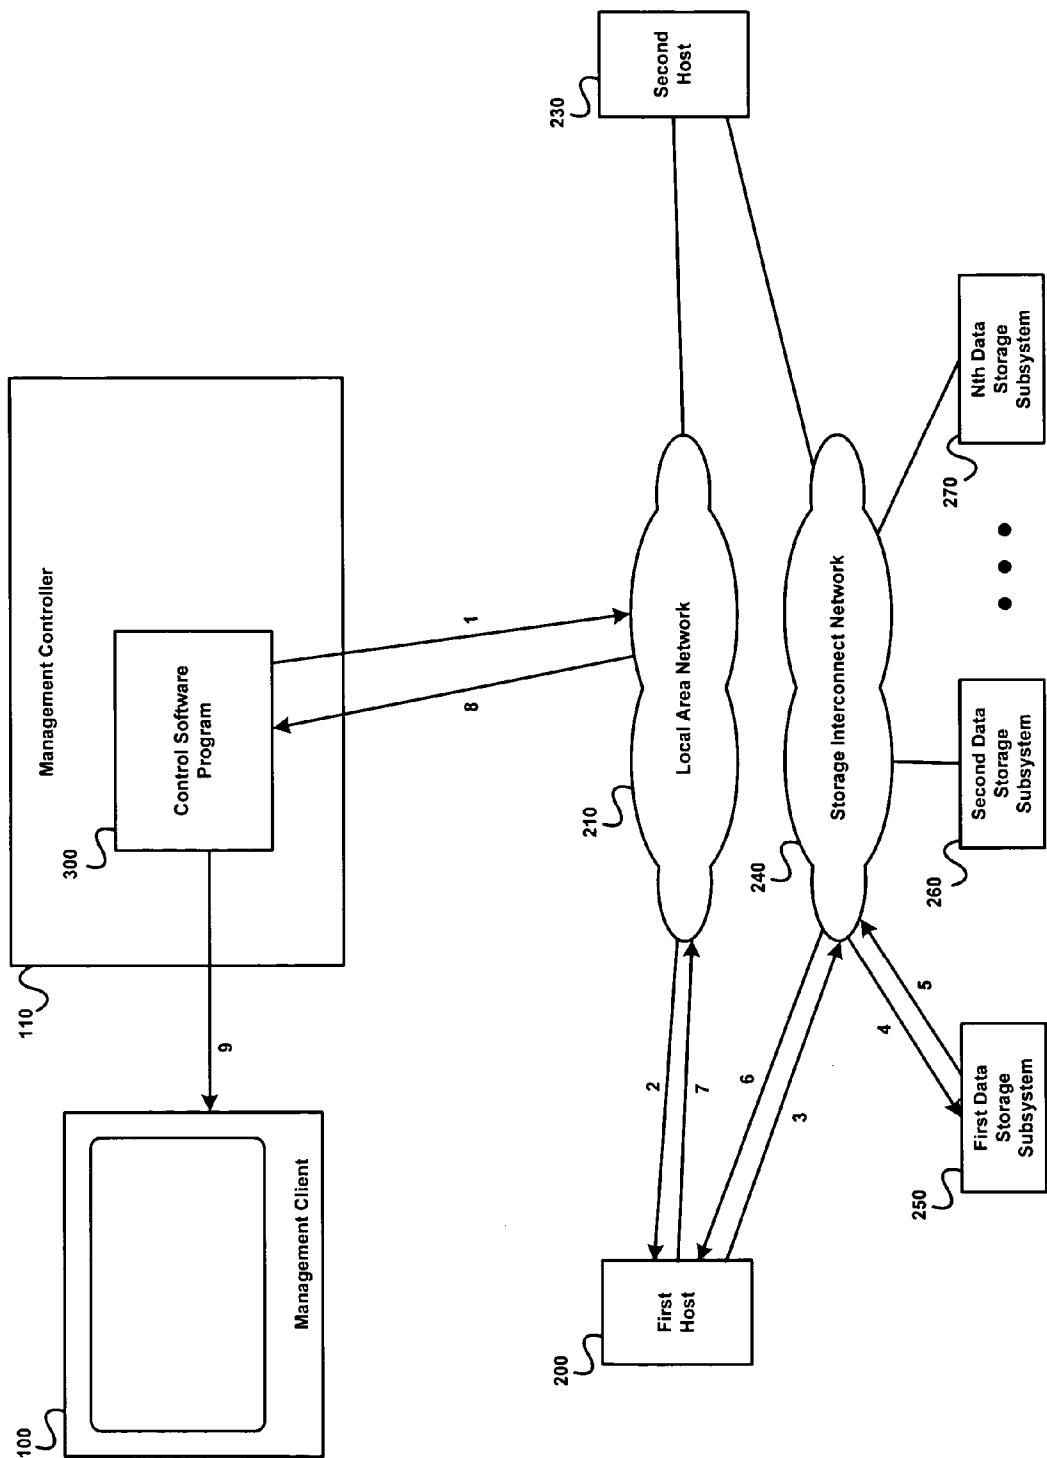 100
Management Client
9
110
Management Controller
300
Control Software
Program
1
8
210
Local Area Network
2
7
200
First
Host
230
Second
Host
6
3
240
Storage Interconnect Network
4
5
250
First Data
Storage
Subsystem
260
Second Data
Storage
Subsystem
270
Nth Data
Storage
Subsystem